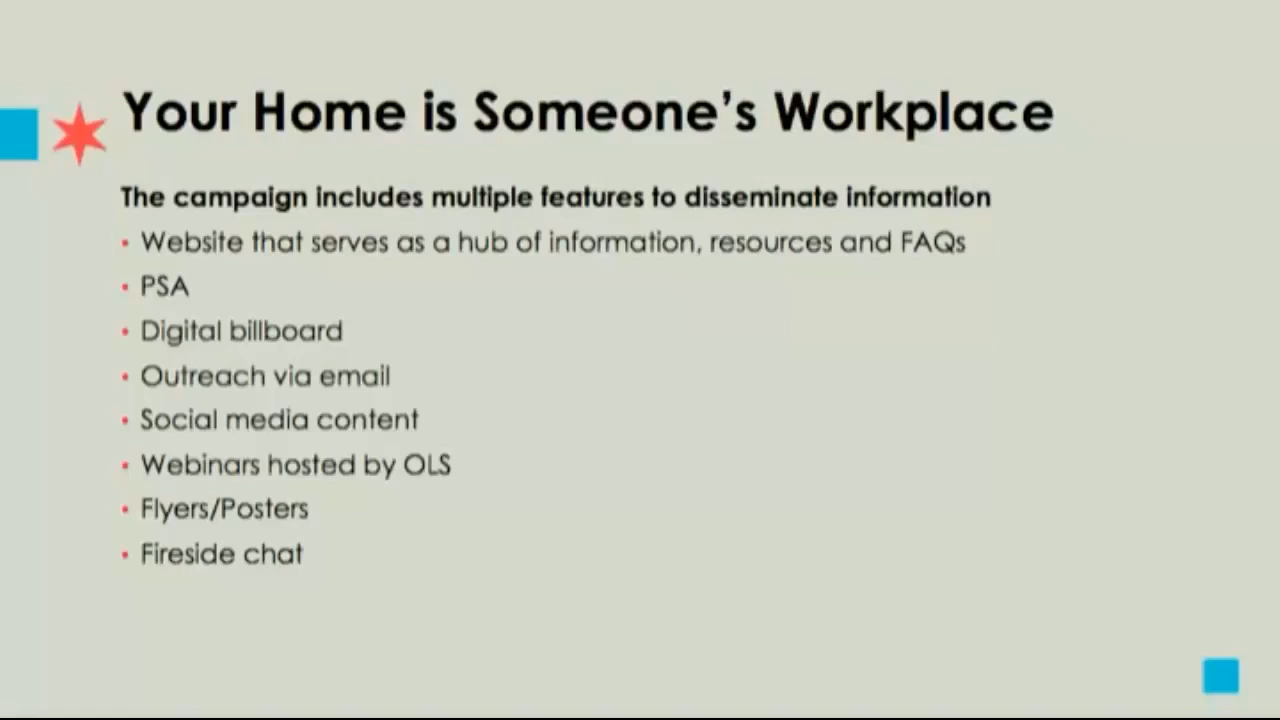 Your Home is Someone’s Workplace
The campaign includes multiple features to disseminate information
• Website that serves as a hub of information, resources and FAQs
• PSA
• Digital billboard
• Outreach via email
• Social media content
• Webinars hosted by OLS
• Flyers/Posters
• Fireside chat